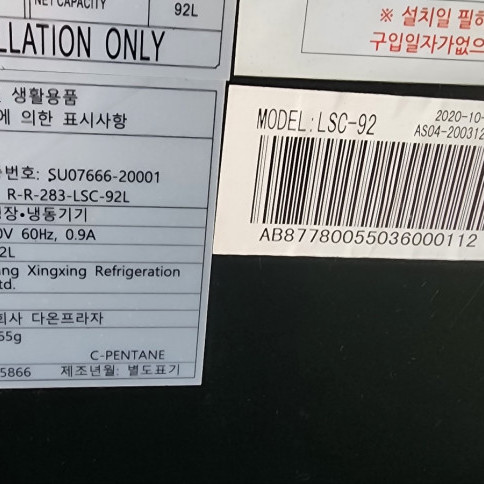 NET CAPACITY
92L
LLATION ONLY
※ 설치일 필히
구입일자가없으
생활용품
에 의한 표시사항
번호: SU07666-20001
R-R-283-LSC-92L
장•냉동기기
0V 60Hz, 0.9A
2L
ng Xingxing Refrigeration
td.
회사 다온프라자
55g
C-PENTANE
5866 제조년월: 별도표기
MODEL:LSC-92
2020-10-
AS04-200312
AB87780055036000112